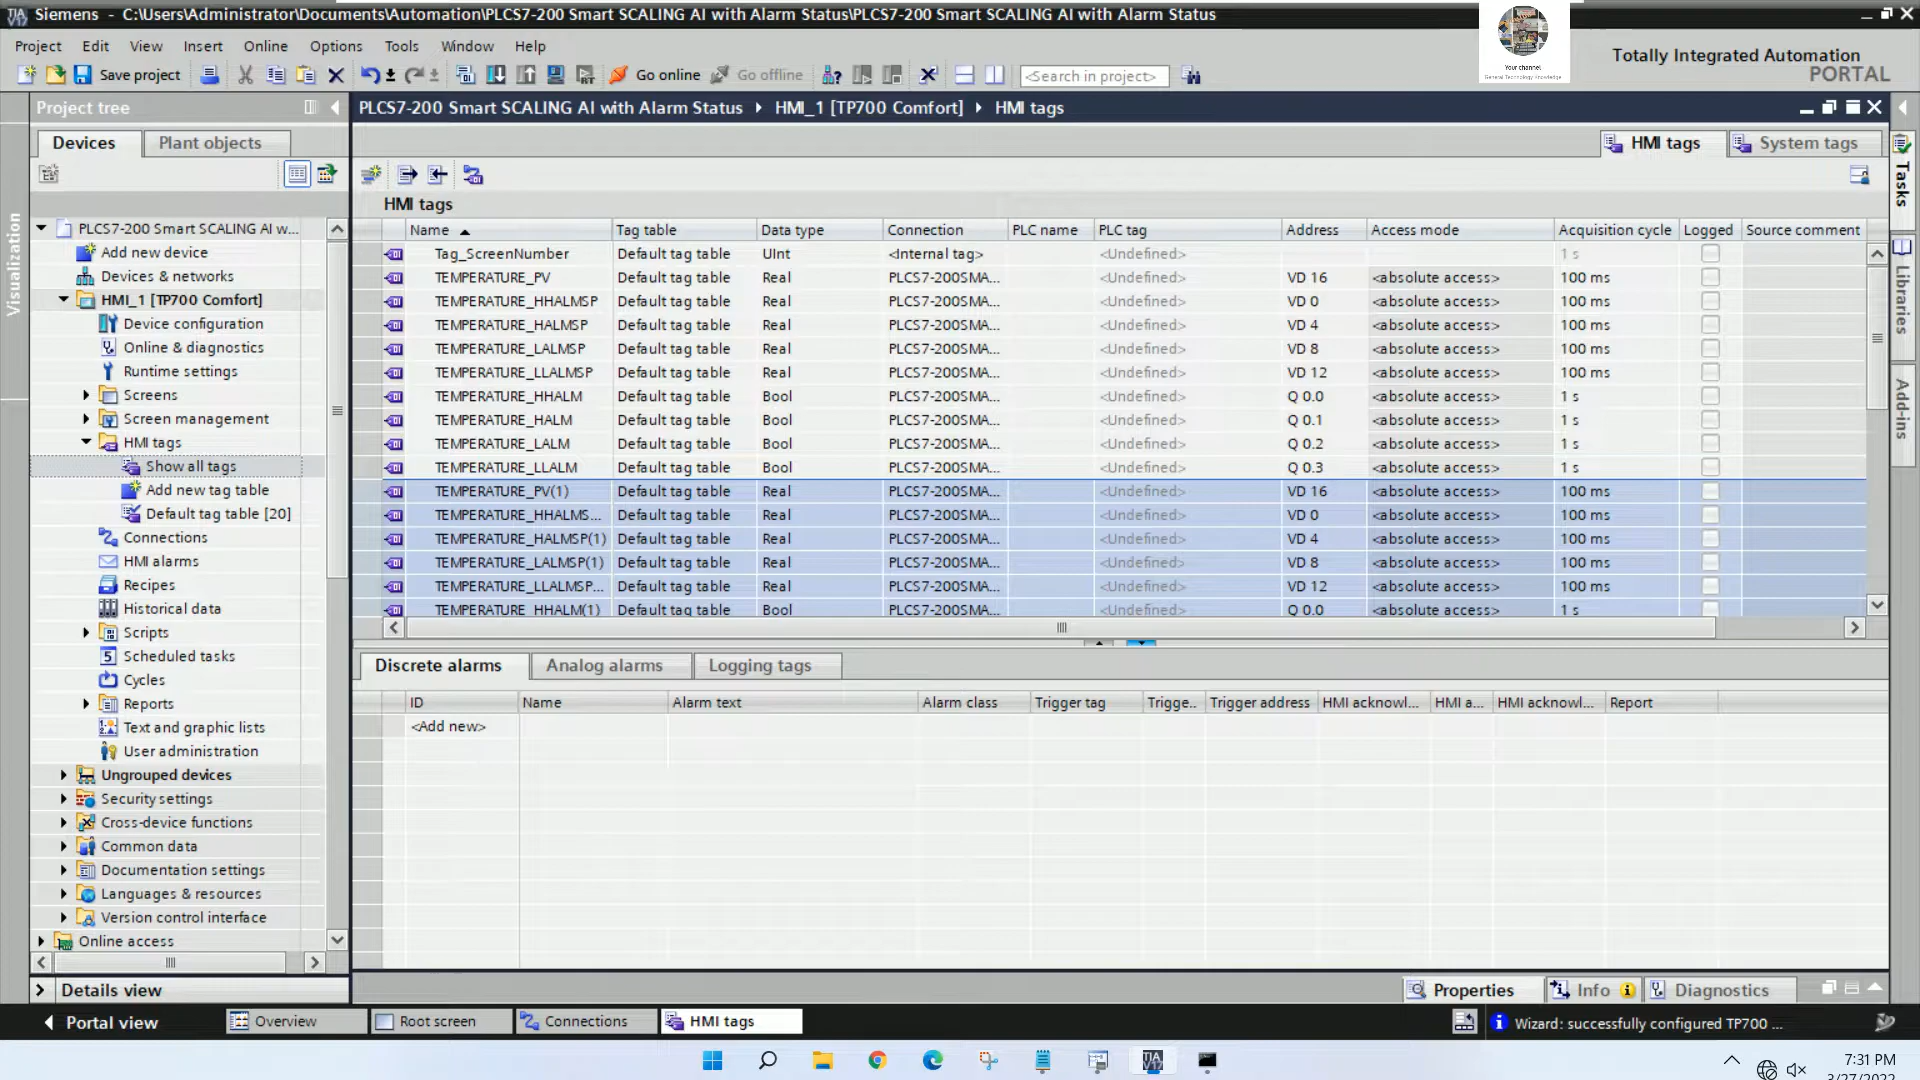 Siemens - C:\Users\Administrator\Documents\Automation\PLCS7-200 Smart SCALING AI with Alarm Status\PLCS7-200 Smart SCALING AI with Alarm Status
Project Edit View Insert Online Options Tools Window Help
Your channel
General Technology Knowledge
Totally Integrated Automation
PORTAL
Save project Go online Go offline <Search in project>
Project tree
PLCS7-200 Smart SCALING AI with Alarm Status HMI_1 [TP700 Comfort] HMI tags
Devices Plant objects
HMI tags System tags
Visualization
Tasks
Libraries
Add-ins
PLCS7-200 Smart SCALING AI w...
Add new device
Devices & networks
HMI_1 [TP700 Comfort]
Device configuration
Online & diagnostics
Runtime settings
Screens
Screen management
HMI tags
Show all tags
Add new tag table
Default tag table [20]
Connections
HMI alarms
Recipes
Historical data
Scripts
Scheduled tasks
Cycles
Reports
Text and graphic lists
User administration
Ungrouped devices
Security settings
Cross-device functions
Common data
Documentation settings
Languages & resources
Version control interface
Online access
Details view
HMI tags
Name Tag table Data type Connection PLC name PLC tag Address Access mode Acquisition cycle Logged Source comment
Tag_ScreenNumber Default tag table UInt <Internal tag> <Undefined> 1 s
TEMPERATURE_PV Default tag table Real PLCS7-200SMA... <Undefined> VD 16 <absolute access> 100 ms
TEMPERATURE_HHALMSP Default tag table Real PLCS7-200SMA... <Undefined> VD 0 <absolute access> 100 ms
TEMPERATURE_HALMSP Default tag table Real PLCS7-200SMA... <Undefined> VD 4 <absolute access> 100 ms
TEMPERATURE_LALMSP Default tag table Real PLCS7-200SMA... <Undefined> VD 8 <absolute access> 100 ms
TEMPERATURE_LLALMSP Default tag table Real PLCS7-200SMA... <Undefined> VD 12 <absolute access> 100 ms
TEMPERATURE_HHALM Default tag table Bool PLCS7-200SMA... <Undefined> Q 0.0 <absolute access> 1 s
TEMPERATURE_HALM Default tag table Bool PLCS7-200SMA... <Undefined> Q 0.1 <absolute access> 1 s
TEMPERATURE_LALM Default tag table Bool PLCS7-200SMA... <Undefined> Q 0.2 <absolute access> 1 s
TEMPERATURE_LLALM Default tag table Bool PLCS7-200SMA... <Undefined> Q 0.3 <absolute access> 1 s
TEMPERATURE_PV(1) Default tag table Real PLCS7-200SMA... <Undefined> VD 16 <absolute access> 100 ms
TEMPERATURE_HHALMS... Default tag table Real PLCS7-200SMA... <Undefined> VD 0 <absolute access> 100 ms
TEMPERATURE_HALMSP(1) Default tag table Real PLCS7-200SMA... <Undefined> VD 4 <absolute access> 100 ms
TEMPERATURE_LALMSP(1) Default tag table Real PLCS7-200SMA... <Undefined> VD 8 <absolute access> 100 ms
TEMPERATURE_LLALMSP... Default tag table Real PLCS7-200SMA... <Undefined> VD 12 <absolute access> 100 ms
TEMPERATURE_HHALM(1) Default tag table Bool PLCS7-200SMA... <Undefined> Q 0.0 <absolute access> 1 s
Discrete alarms Analog alarms Logging tags
ID Name Alarm text Alarm class Trigger tag Trigge.. Trigger address HMI acknowl... HMI a... HMI acknowl... Report
<Add new>
Properties Info Diagnostics
Portal view Overview Root screen Connections HMI tags Wizard: successfully configured TP700 ...
7:31 PM
3/27/2022